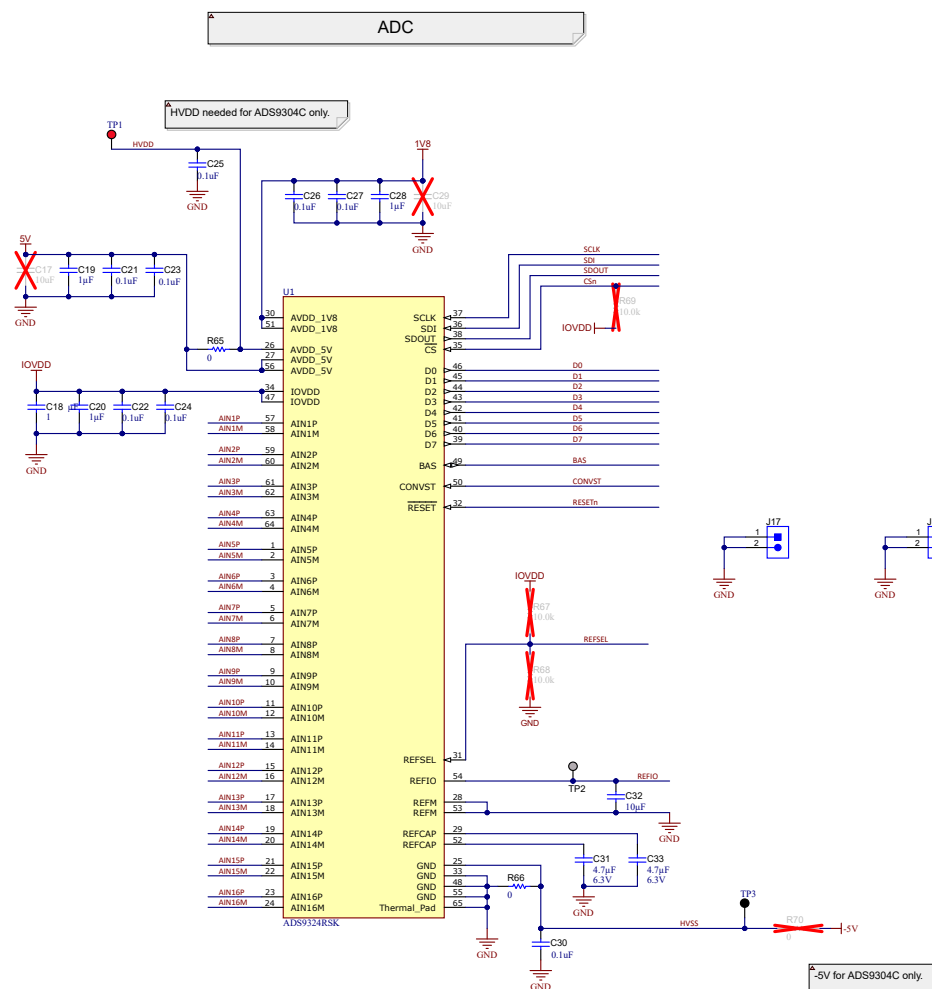 ADC
HVDD needed for ADS9304C only.
TP1
HVDD
C25
0.1uF
GND
1V8
C26
0.1uF
C27
0.1uF
C28
1µF
C29
10uF
GND
5V
C17
10uF
C19
1µF
C21
0.1uF
C23
0.1uF
GND
R65
0
IOVDD
C18
1
µF
C20
1µF
C22
0.1uF
C24
0.1uF
GND
SCLK
SDI
SDOUT
CSn
R69
10.0k
IOVDD
U1
30 AVDD_1V8
51 AVDD_1V8
26 AVDD_5V
27 AVDD_5V
56 AVDD_5V
34 IOVDD
47 IOVDD
AIN1P 57 AIN1P
AIN1M 58 AIN1M
AIN2P 59 AIN2P
AIN2M 60 AIN2M
AIN3P 61 AIN3P
AIN3M 62 AIN3M
AIN4P 63 AIN4P
AIN4M 64 AIN4M
AIN5P 1 AIN5P
AIN5M 2 AIN5M
AIN6P 3 AIN6P
AIN6M 4 AIN6M
AIN7P 5 AIN7P
AIN7M 6 AIN7M
AIN8P 7 AIN8P
AIN8M 8 AIN8M
AIN9P 9 AIN9P
AIN9M 10 AIN9M
AIN10P 11 AIN10P
AIN10M 12 AIN10M
AIN11P 13 AIN11P
AIN11M 14 AIN11M
AIN12P 15 AIN12P
AIN12M 16 AIN12M
AIN13P 17 AIN13P
AIN13M 18 AIN13M
AIN14P 19 AIN14P
AIN14M 20 AIN14M
AIN15P 21 AIN15P
AIN15M 22 AIN15M
AIN16P 23 AIN16P
AIN16M 24 AIN16M
SCLK 37
SDI 36
SDOUT 38
CS 35
D0 46 D0
D1 45 D1
D2 44 D2
D3 43 D3
D4 42 D4
D5 41 D5
D6 40 D6
D7 39 D7
BAS 49 BAS
CONVST 50 CONVST
RESET 32 RESETn
REFSEL 31
REFIO 54 REFIO
REFM 28
REFM 53
REFCAP 29
REFCAP 52
GND 25
GND 33
GND 48
GND 55
Thermal_Pad 65
ADS9324RSK
IOVDD
R67
10.0k
REFSEL
R68
10.0k
GND
TP2
C32
10µF
GND
C31
4.7µF
6.3V
C33
4.7µF
6.3V
GND
R66
0
GND
C30
0.1uF
GND
HVSS
TP3
R70
0
-5V
-5V for ADS9304C only.
J17
1
2
GND
J
1
2
GND